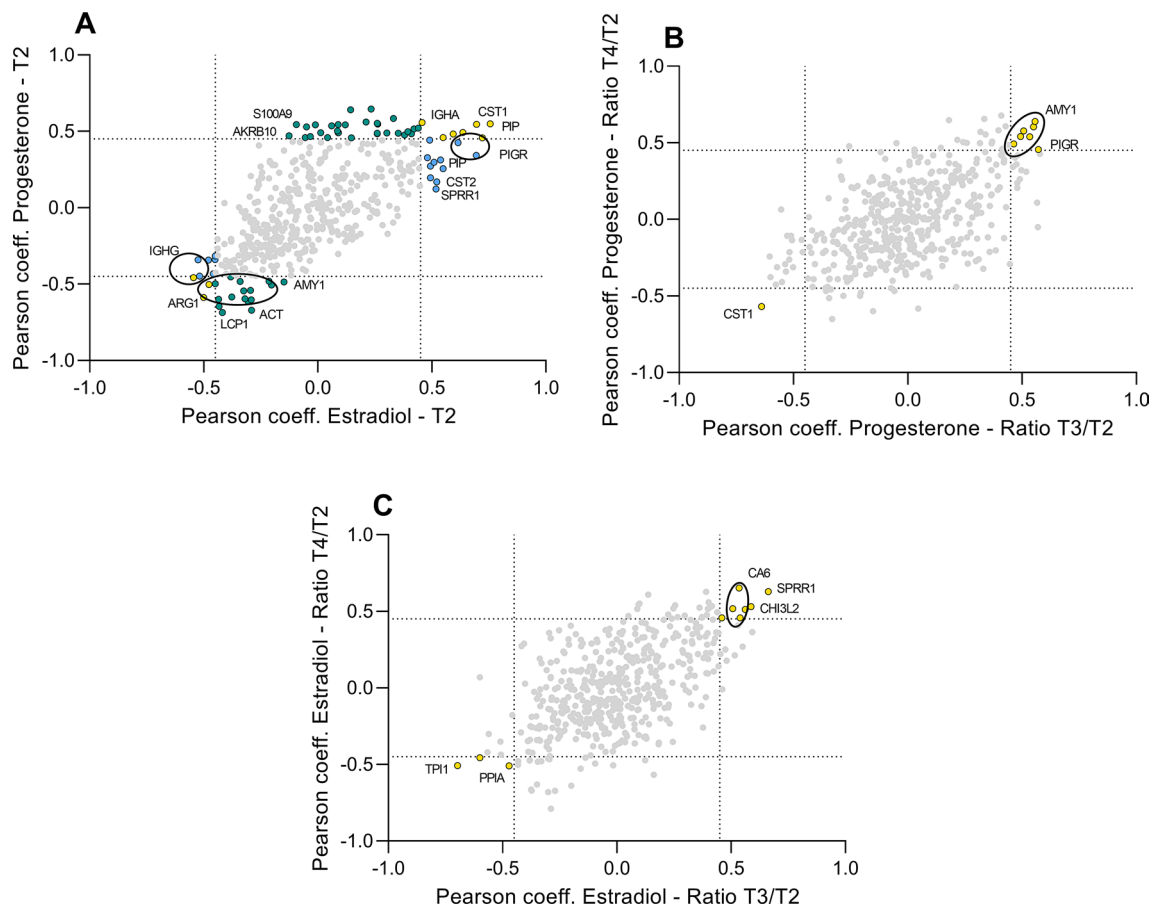 A
Pearson coeff. Progesterone - T2
1.0
0.5
0.0
-0.5
-1.0
S100A9
AKRB10
IGHA
CST1
PIP
PIGR
PIP
CST2
SPRR1
IGHG
ARG1
LCP1
ACT
AMY1
-1.0 -0.5 0.0 0.5 1.0
Pearson coeff. Estradiol - T2
B
Pearson coeff. Progesterone - Ratio T4/T2
1.0
0.5
0.0
-0.5
-1.0
AMY1
PIGR
CST1
-1.0 -0.5 0.0 0.5 1.0
Pearson coeff. Progesterone - Ratio T3/T2
C
Pearson coeff. Estradiol - Ratio T4/T2
1.0
0.5
0.0
-0.5
-1.0
CA6
SPRR1
CHI3L2
TPI1
PPIA
-1.0 -0.5 0.0 0.5 1.0
Pearson coeff. Estradiol - Ratio T3/T2